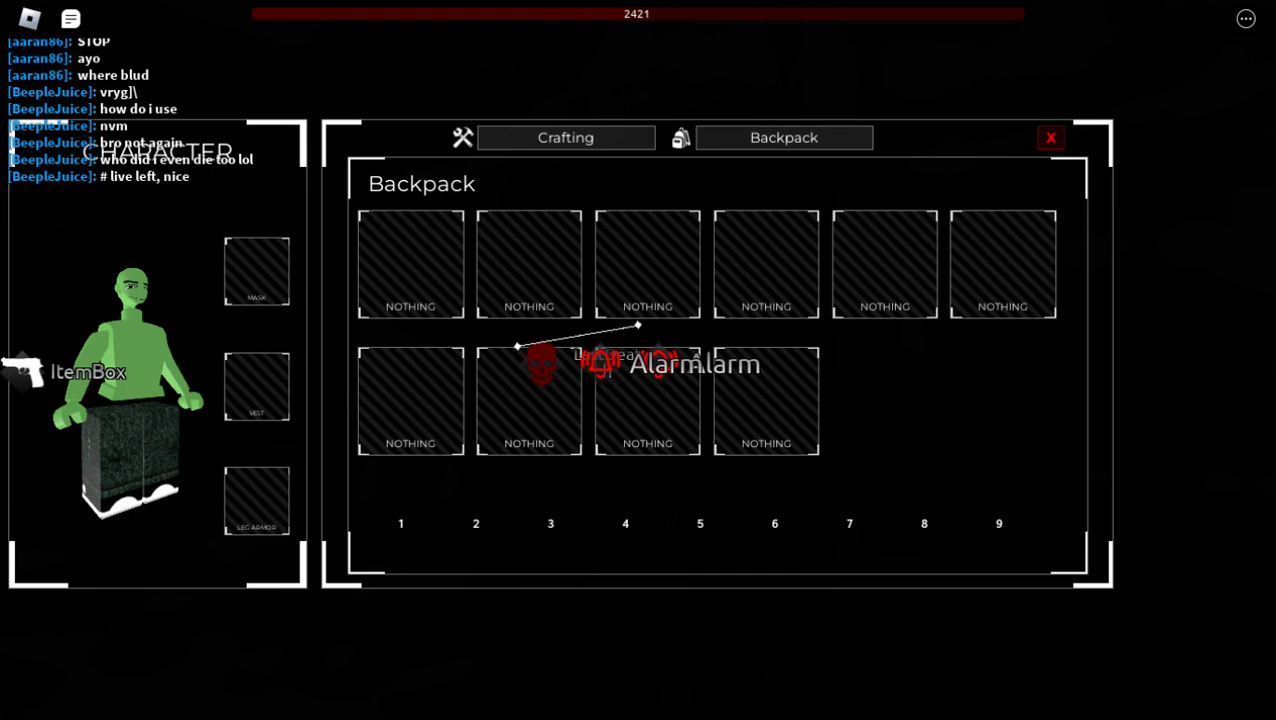 2421
[aaran86]: STOP
[aaran86]: ayo
[aaran86]: where blud
[BeepleJuice]: vryg]\
[BeepleJuice]: how do i use
[BeepleJuice]: nvm
[BeepleJuice]: bro not again
[BeepleJuice]: who did i even die too lol
[BeepleJuice]: # live left, nice
CHARACTER
MASK
VEST
LEG ARMOR
ItemBox
Crafting
Backpack
X
Backpack
NOTHING NOTHING NOTHING NOTHING NOTHING NOTHING
Alarm
NOTHING NOTHING NOTHING NOTHING
1 2 3 4 5 6 7 8 9